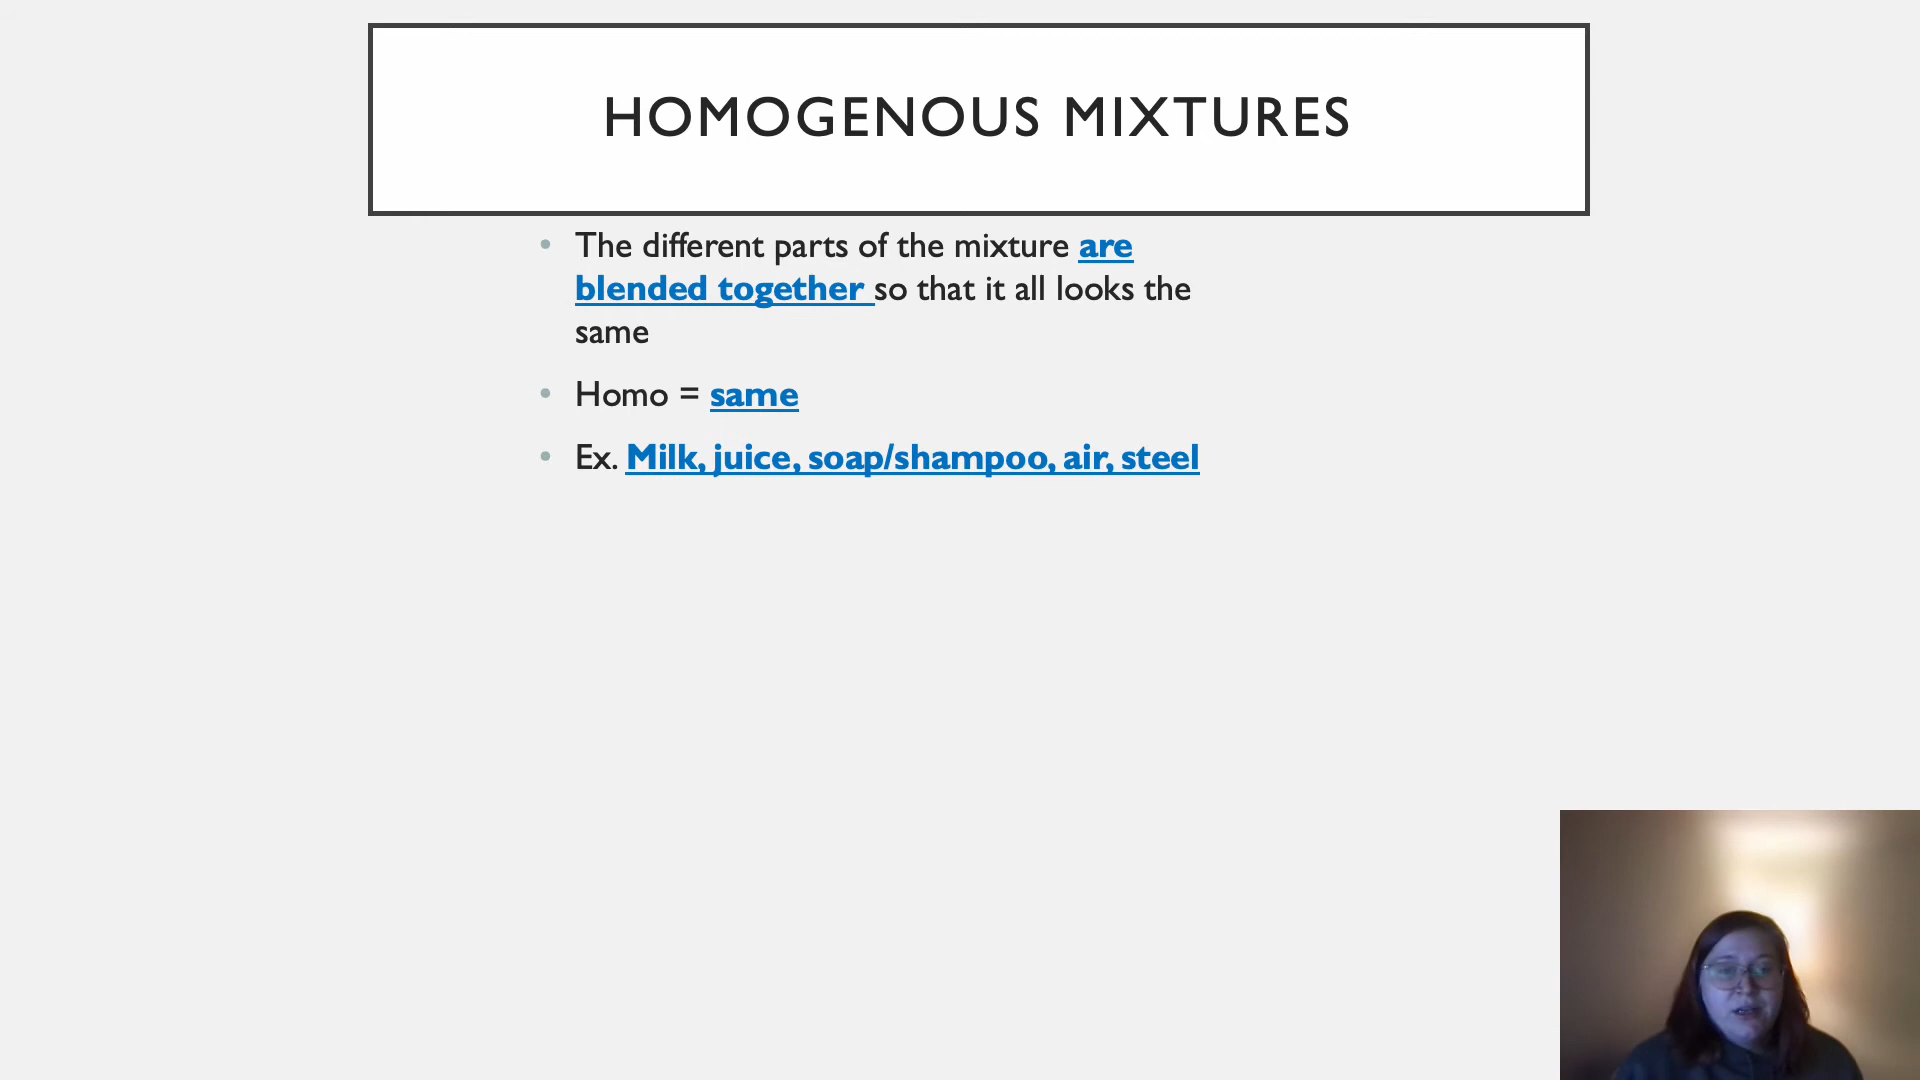 HOMOGENOUS MIXTURES
• The different parts of the mixture are
blended together so that it all looks the
same
• Homo = same
• Ex. Milk, juice, soap/shampoo, air, steel